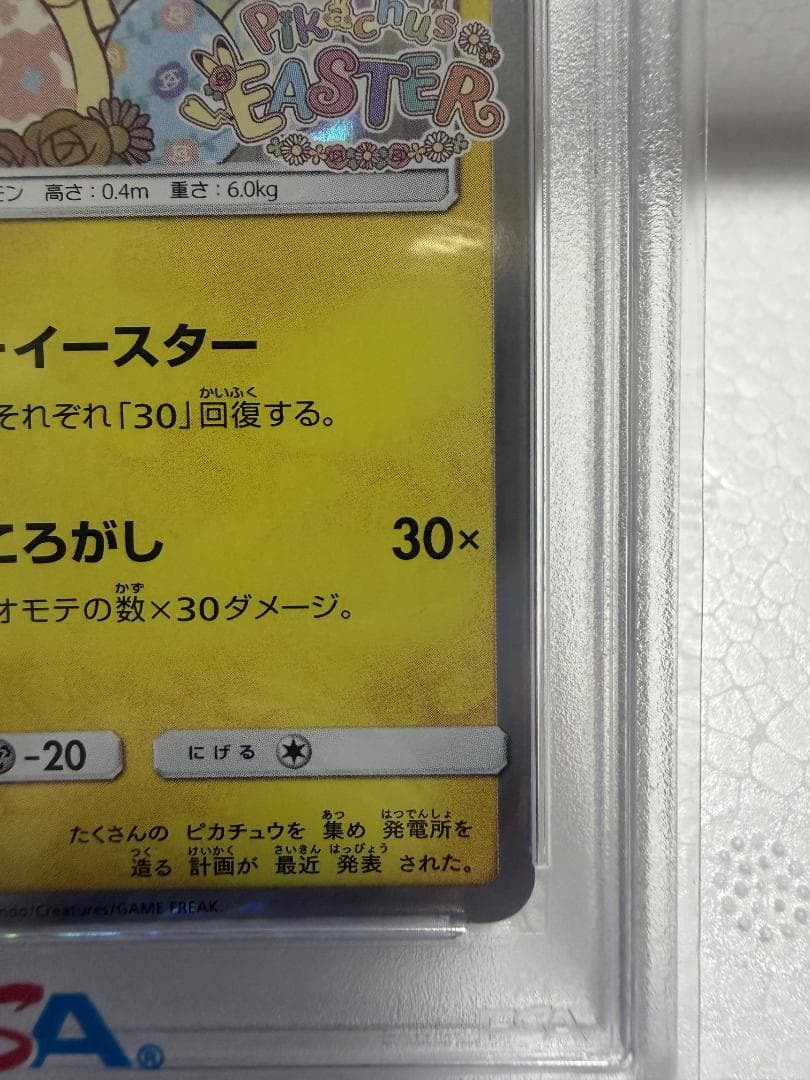 Pikachu's
EASTER
モン 高さ：0.4m 重さ：6.0kg
イースター
かいふく
それぞれ「30」回復する。
ころがし 30×
かず
オモテの数×30ダメージ。
-20 にげる
あつ はつでんしょ
たくさんの ピカチュウを 集め 発電所を
つく けいかく さいきん はっぴょう
造る 計画が 最近 発表 された。
ndo/Creatures/GAME FREAK
SA®
PSA